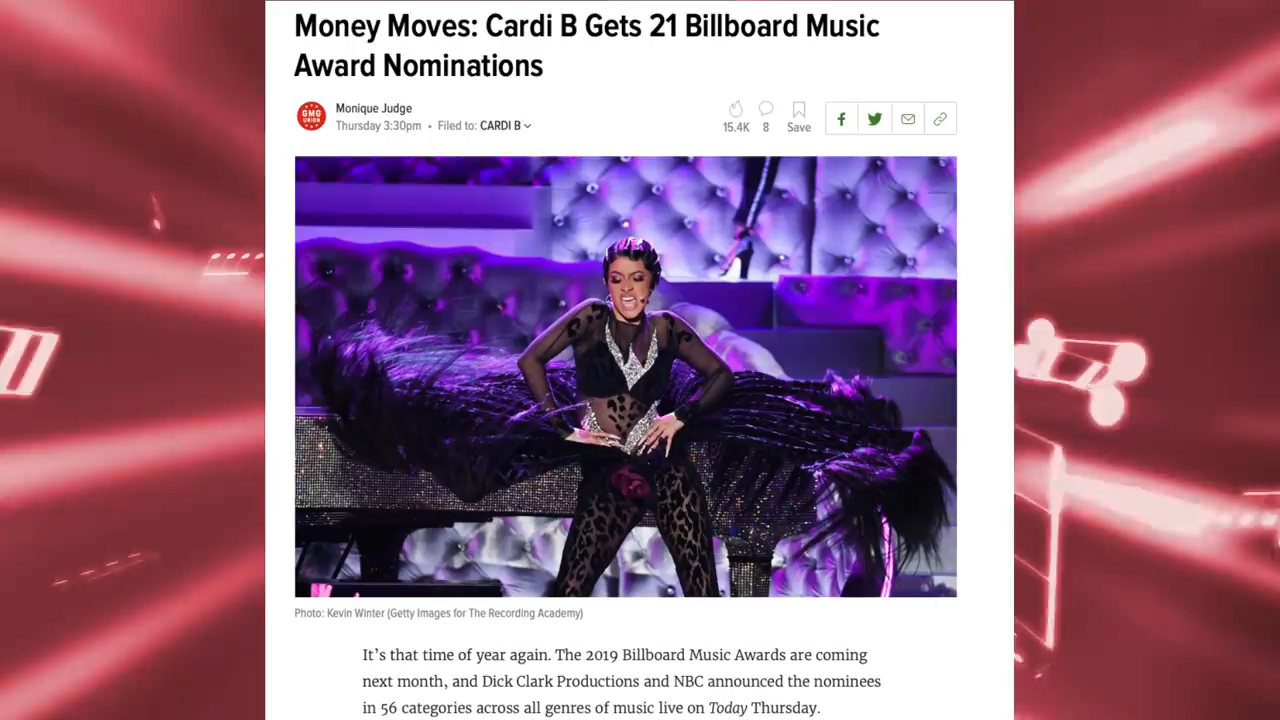 Money Moves: Cardi B Gets 21 Billboard Music
Award Nominations
GMG
UNION
Monique Judge
Thursday 3:30pm • Filed to: CARDI B
15.4K
8
Save
Photo: Kevin Winter (Getty Images for The Recording Academy)
It's that time of year again. The 2019 Billboard Music Awards are coming
next month, and Dick Clark Productions and NBC announced the nominees
in 56 categories across all genres of music live on Today Thursday.